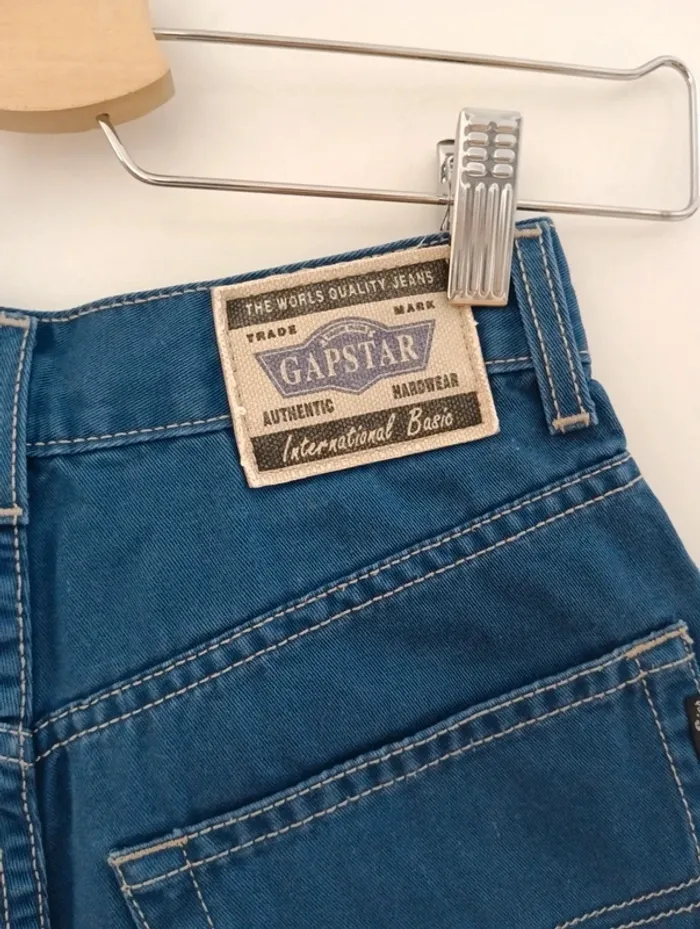 THE WORLS QUALITY JEANS
TRADE MARK
GAPSTAR
AUTHENTIC HARDWEAR
International Basic